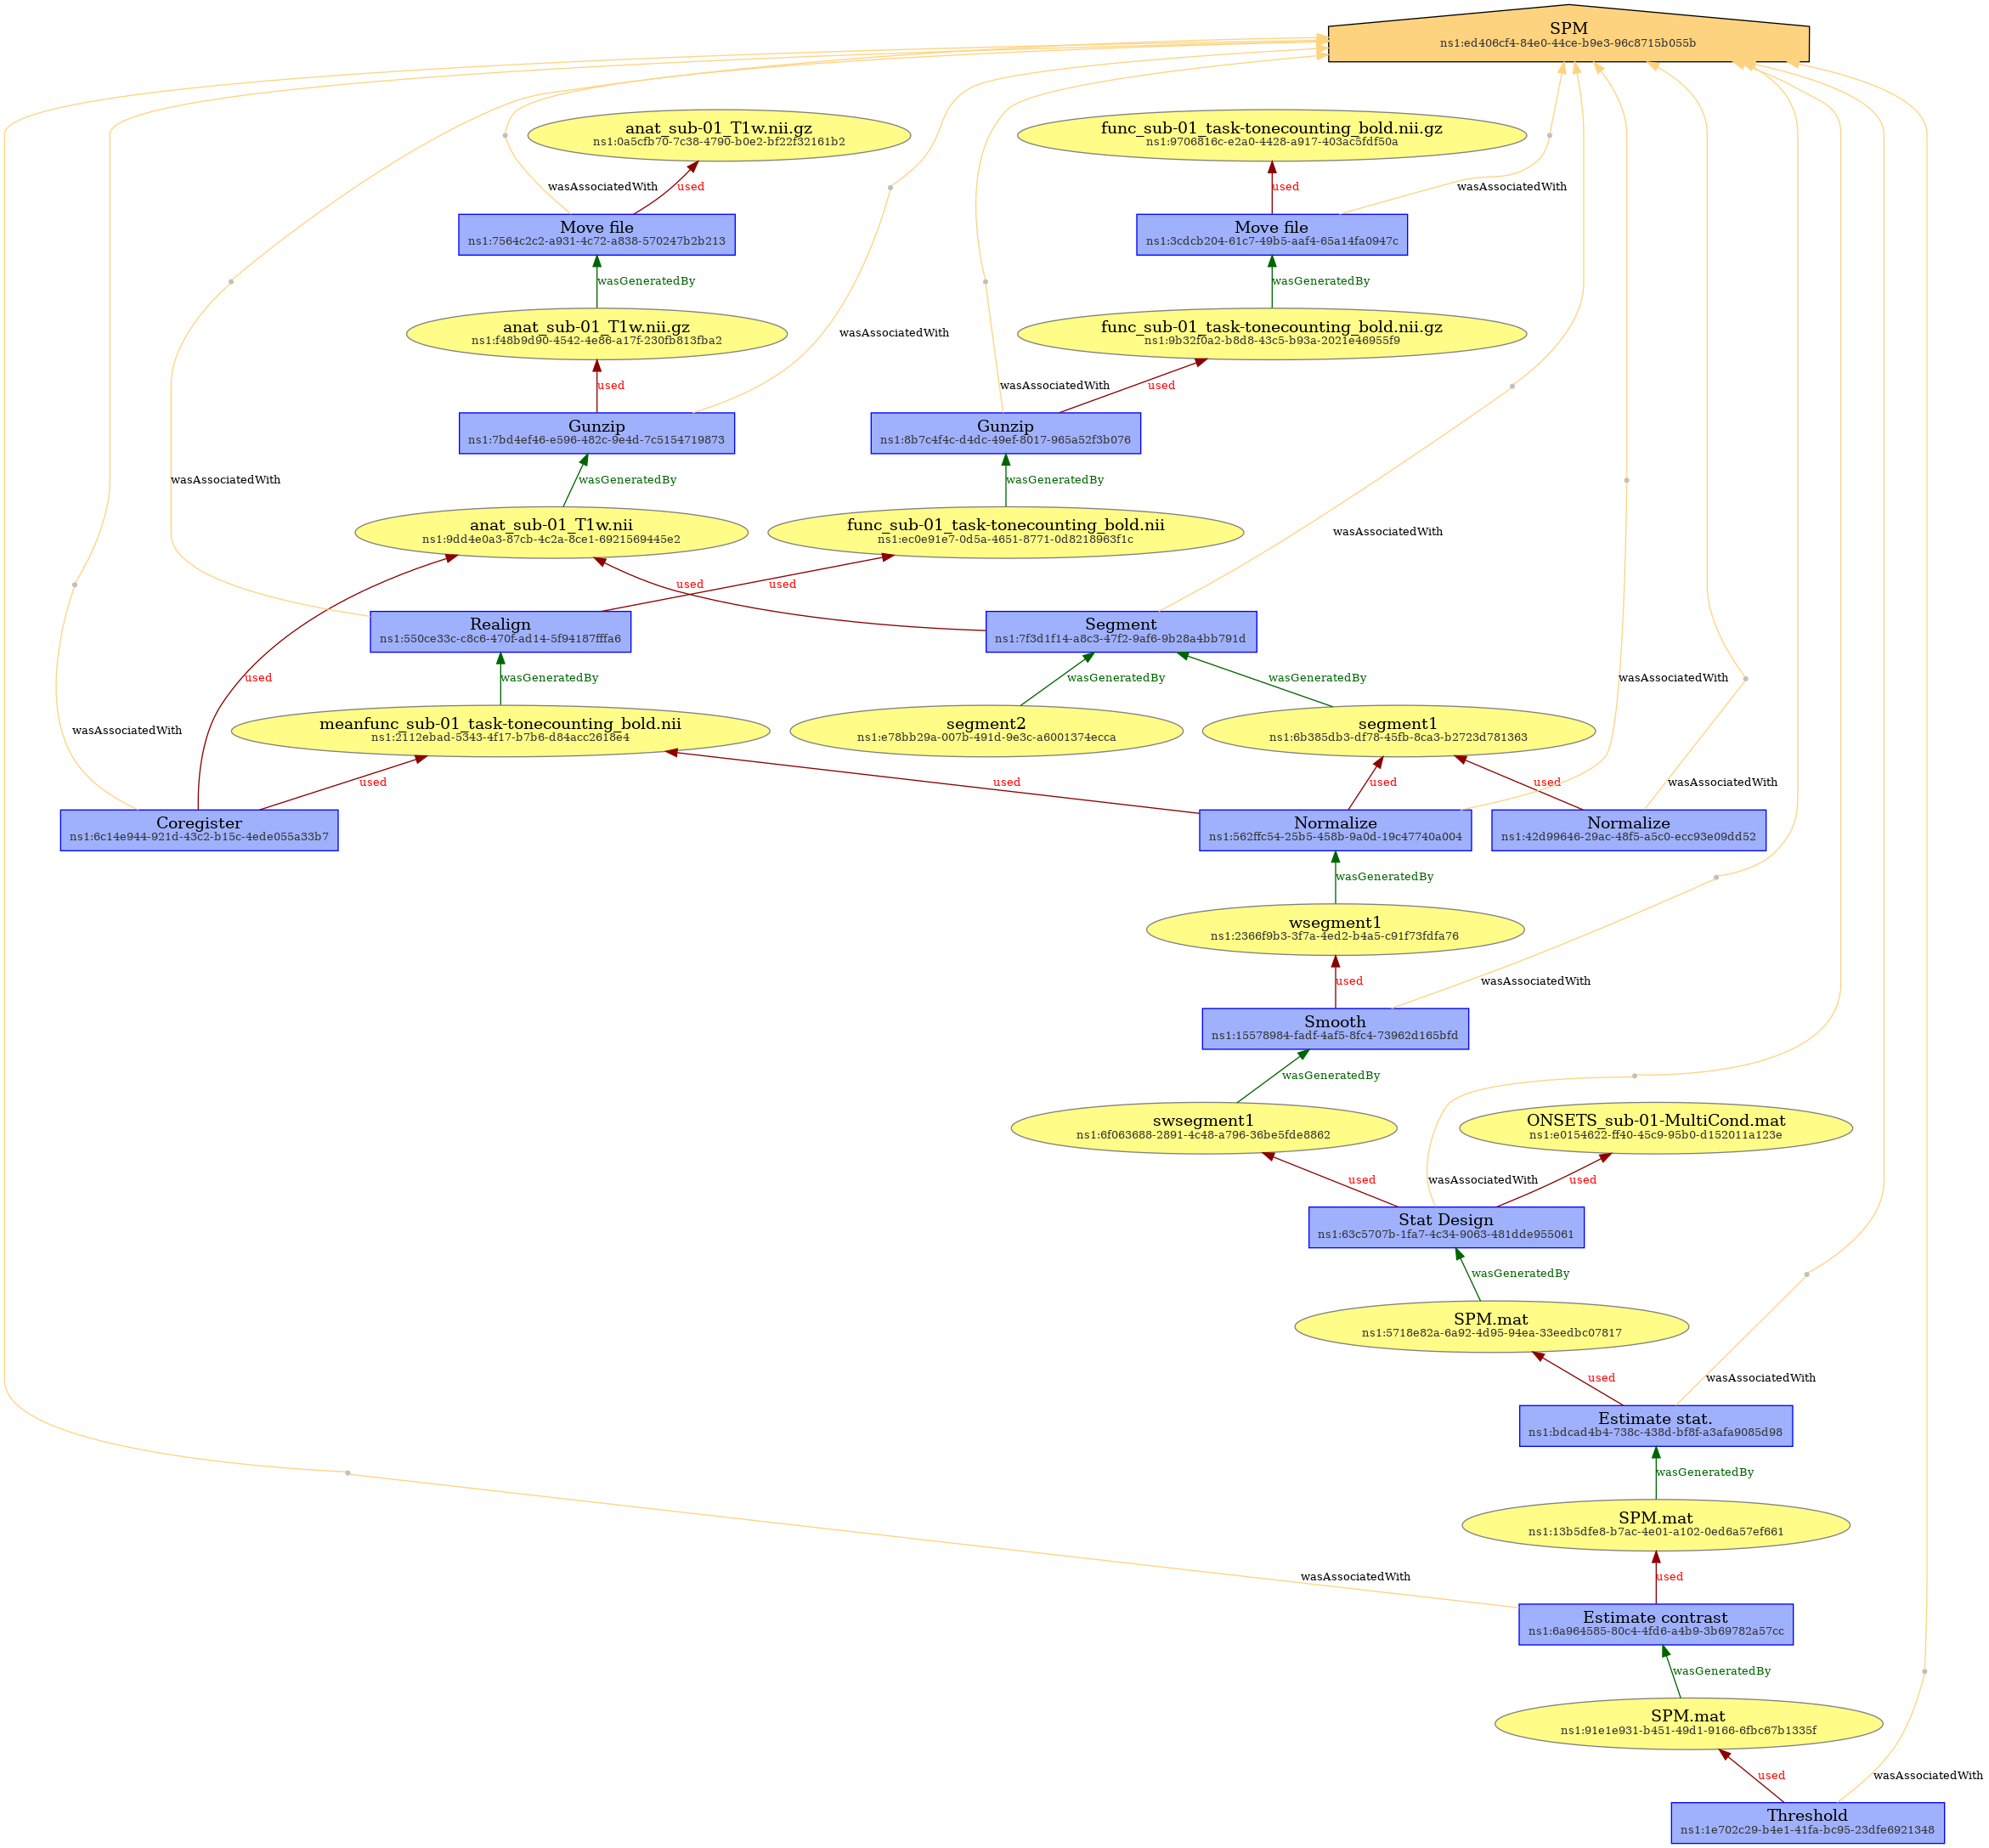 SPM
ns1:ed406cf4-84e0-44ce-b9e3-96c8715b055b
anat_sub-01_T1w.nii.gz
ns1:0a5cfb70-7c38-4790-b0e2-bf22f32161b2
func_sub-01_task-tonecounting_bold.nii.gz
ns1:9706816c-e2a0-4428-a917-403ac5fdf50a
wasAssociatedWith
used
used
wasAssociatedWith
Move file
ns1:7564c2c2-a931-4c72-a838-570247b2b213
Move file
ns1:3cdcb204-61c7-49b5-aaf4-65a14fa0947c
wasGeneratedBy
wasGeneratedBy
anat_sub-01_T1w.nii.gz
ns1:f48b9d90-4542-4e86-a17f-230fb813fba2
wasAssociatedWith
func_sub-01_task-tonecounting_bold.nii.gz
ns1:9b32f0a2-b8d8-43c5-b93a-2021e46955f9
used
wasAssociatedWith
used
Gunzip
ns1:7bd4ef46-e596-482c-9e4d-7c5154719873
Gunzip
ns1:8b7c4f4c-d4dc-49ef-8017-965a52f3b076
wasAssociatedWith
wasGeneratedBy
wasGeneratedBy
anat_sub-01_T1w.nii
ns1:9dd4e0a3-87cb-4c2a-8ce1-6921569445e2
func_sub-01_task-tonecounting_bold.nii
ns1:ec0e91e7-0d5a-4651-8771-0d8218963f1c
wasAssociatedWith
used
used
Realign
ns1:550ce33c-c8c6-470f-ad14-5f94187fffa6
Segment
ns1:7f3d1f14-a8c3-47f2-9af6-9b28a4bb791d
used
wasGeneratedBy
wasGeneratedBy
wasGeneratedBy
wasAssociatedWith
wasAssociatedWith
meanfunc_sub-01_task-tonecounting_bold.nii
ns1:2112ebad-5343-4f17-b7b6-d84acc2618e4
segment2
ns1:e78bb29a-007b-491d-9e3c-a6001374ecca
segment1
ns1:6b385db3-df78-45fb-8ca3-b2723d781363
used
used
used
used
wasAssociatedWith
Coregister
ns1:6c14e944-921d-43c2-b15c-4ede055a33b7
Normalize
ns1:562ffc54-25b5-458b-9a0d-19c47740a004
Normalize
ns1:42d99646-29ac-48f5-a5c0-ecc93e09dd52
wasGeneratedBy
wsegment1
ns1:2366f9b3-3f7a-4ed2-b4a5-c91f73fdfa76
used
wasAssociatedWith
Smooth
ns1:15578984-fadf-4af5-8fc4-73962d165bfd
wasGeneratedBy
swsegment1
ns1:6f063688-2891-4c48-a796-36be5fde8862
ONSETS_sub-01-MultiCond.mat
ns1:e0154622-ff40-45c9-95b0-d152011a123e
used
wasAssociatedWith
used
Stat Design
ns1:63c5707b-1fa7-4c34-9063-481dde955061
wasGeneratedBy
SPM.mat
ns1:5718e82a-6a92-4d95-94ea-33eedbc07817
used
wasAssociatedWith
Estimate stat.
ns1:bdcad4b4-738c-438d-bf8f-a3afa9085d98
wasGeneratedBy
SPM.mat
ns1:13b5dfe8-b7ac-4e01-a102-0ed6a57ef661
wasAssociatedWith
used
Estimate contrast
ns1:6a964585-80c4-4fd6-a4b9-3b69782a57cc
wasGeneratedBy
SPM.mat
ns1:91e1e931-b451-49d1-9166-6fbc67b1335f
used
wasAssociatedWith
Threshold
ns1:1e702c29-b4e1-41fa-bc95-23dfe6921348